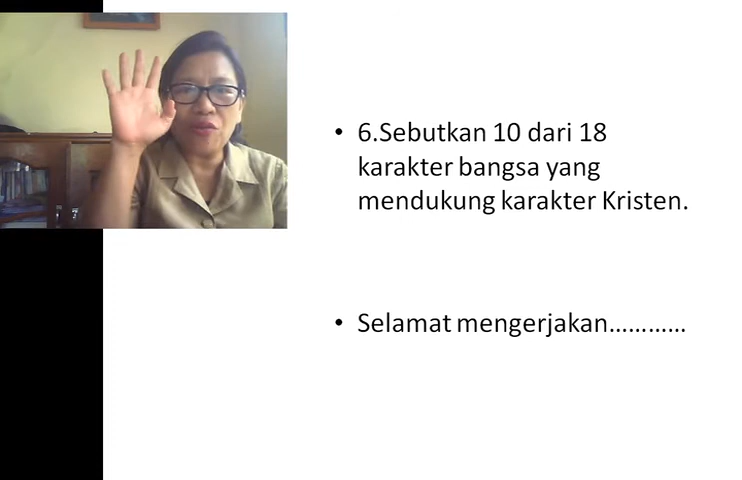 • 6.Sebutkan 10 dari 18
karakter bangsa yang
mendukung karakter Kristen.
• Selamat mengerjakan............